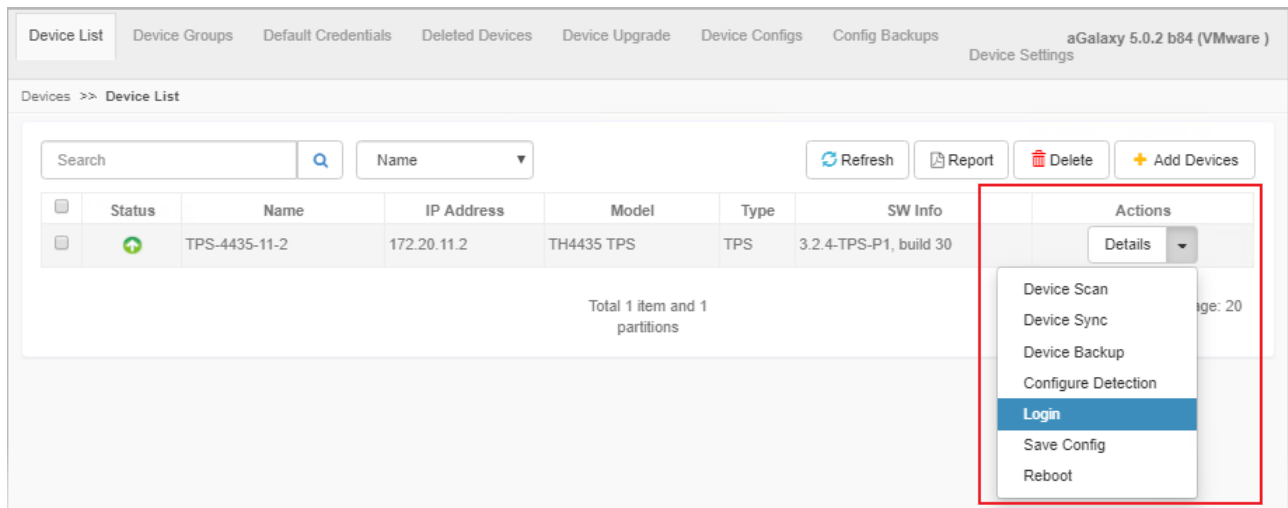 Device List Device Groups Default Credentials Deleted Devices Device Upgrade Device Configs Config Backups aGalaxy 5.0.2 b84 (VMware )
Device Settings
Devices >> Device List
Search Name Refresh Report Delete Add Devices
Status Name IP Address Model Type SW Info Actions
TPS-4435-11-2 172.20.11.2 TH4435 TPS TPS 3.2.4-TPS-P1, build 30 Details
Device Scan
Total 1 item and 1 age: 20
partitions
Device Sync
Device Backup
Configure Detection
Login
Save Config
Reboot